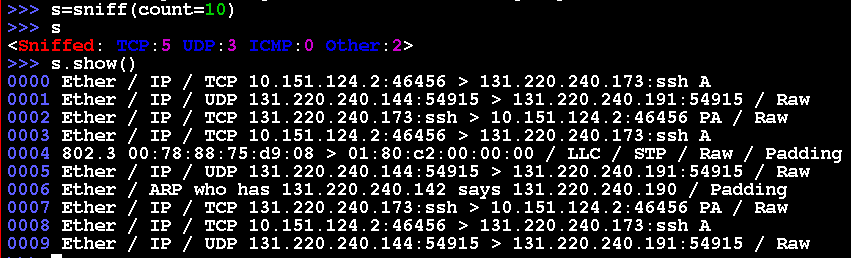 >>> s=sniff(count=10)
>>> s
<Sniffed: TCP:5 UDP:3 ICMP:0 Other:2>
>>> s.show()
0000 Ether / IP / TCP 10.151.124.2:46456 > 131.220.240.173:ssh A
0001 Ether / IP / UDP 131.220.240.144:54915 > 131.220.240.191:54915 / Raw
0002 Ether / IP / TCP 131.220.240.173:ssh > 10.151.124.2:46456 PA / Raw
0003 Ether / IP / TCP 10.151.124.2:46456 > 131.220.240.173:ssh A
0004 802.3 00:78:88:75:d9:08 > 01:80:c2:00:00:00 / LLC / STP / Raw / Padding
0005 Ether / IP / UDP 131.220.240.144:54915 > 131.220.240.191:54915 / Raw
0006 Ether / ARP who has 131.220.240.142 says 131.220.240.190 / Padding
0007 Ether / IP / TCP 131.220.240.173:ssh > 10.151.124.2:46456 PA / Raw
0008 Ether / IP / TCP 10.151.124.2:46456 > 131.220.240.173:ssh A
0009 Ether / IP / UDP 131.220.240.144:54915 > 131.220.240.191:54915 / Raw